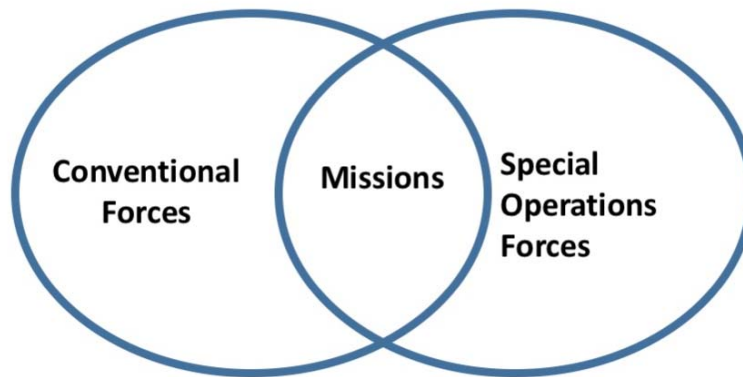 Conventional
Forces
Missions
Special
Operations
Forces